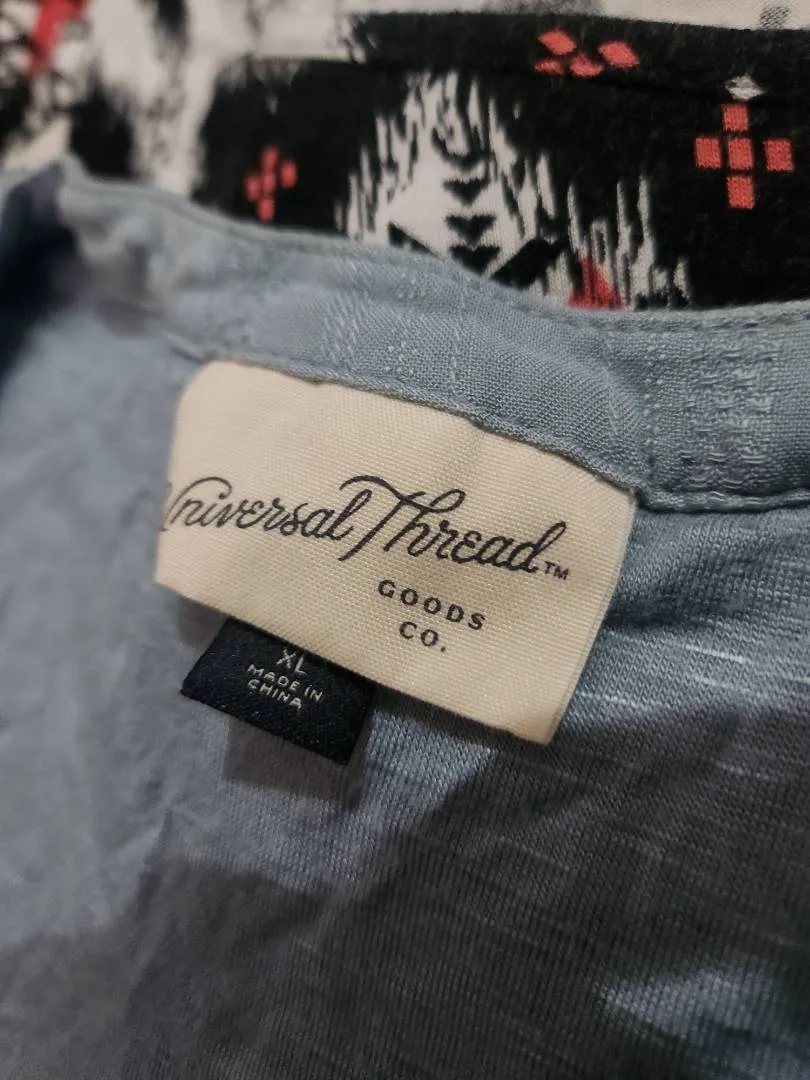 Universal Thread™
GOODS
CO.
XL
MADE IN
CHINA